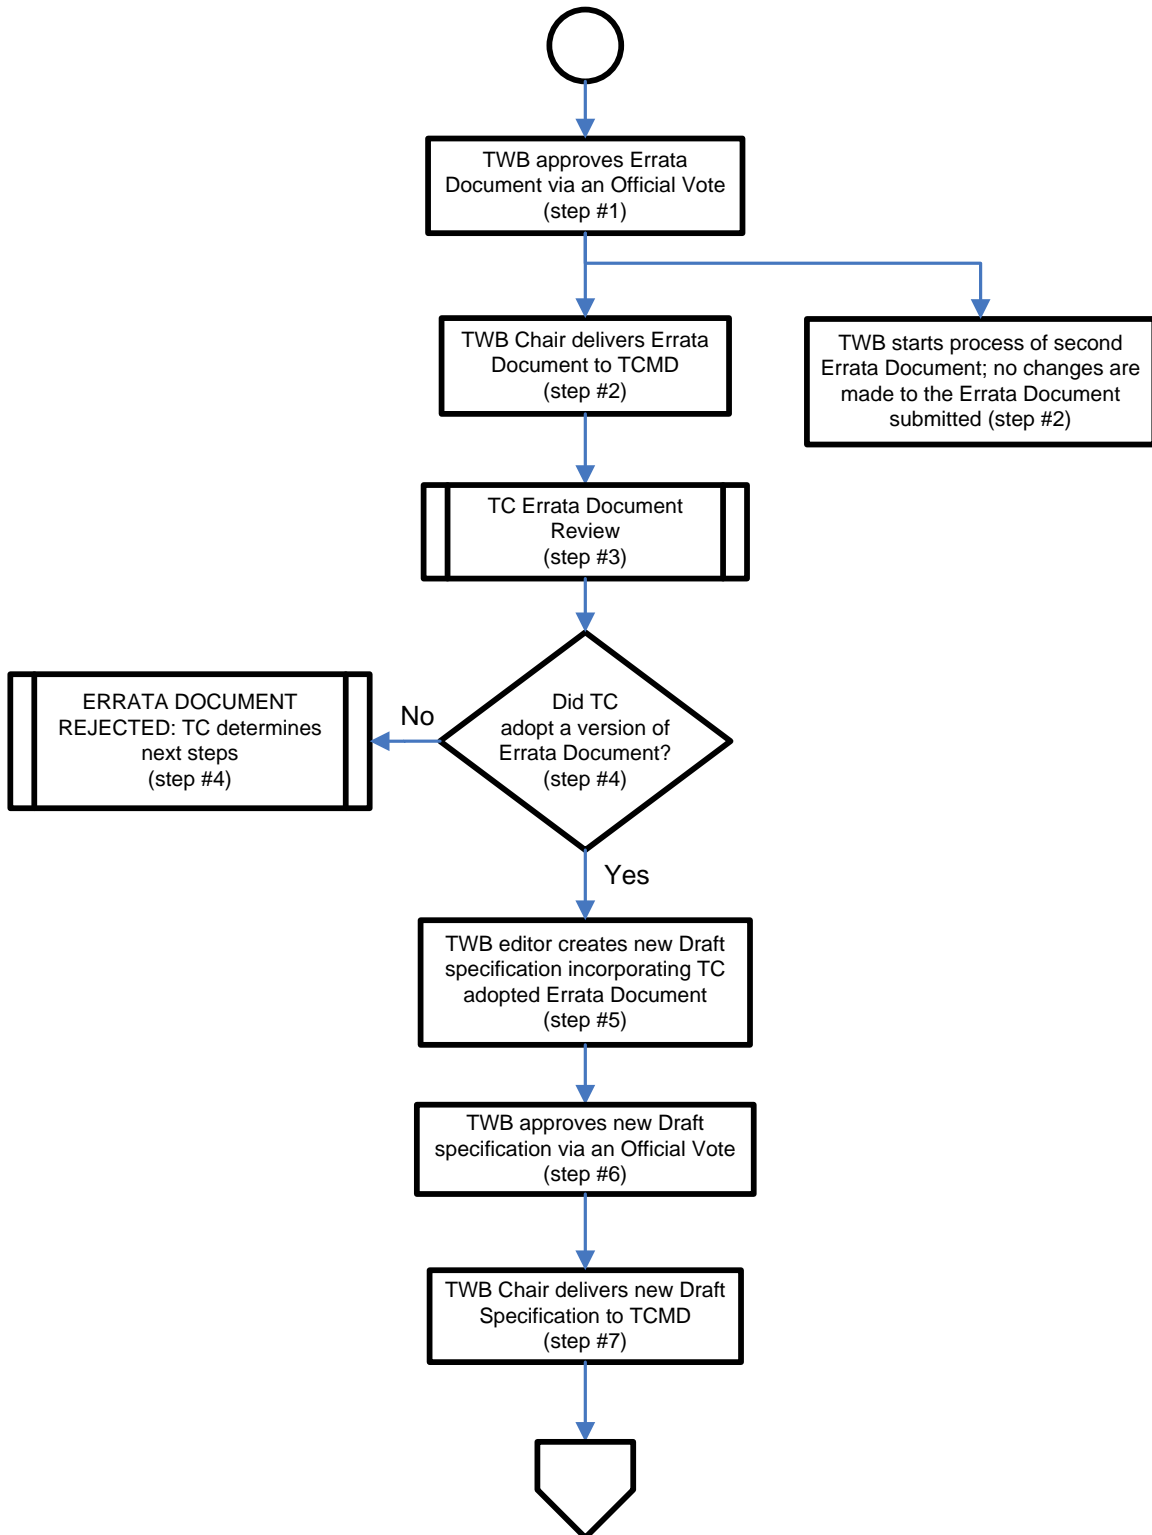 TWB approves Errata
Document via an Official Vote
(step #1)
TWB Chair delivers Errata
Document to TCMD
(step #2)
TWB starts process of second
Errata Document; no changes are
made to the Errata Document
submitted (step #2)
TC Errata Document
Review
(step #3)
Did TC
adopt a version of
Errata Document?
(step #4)
No
ERRATA DOCUMENT
REJECTED: TC determines
next steps
(step #4)
Yes
TWB editor creates new Draft
specification incorporating TC
adopted Errata Document
(step #5)
TWB approves new Draft
specification via an Official Vote
(step #6)
TWB Chair delivers new Draft
Specification to TCMD
(step #7)